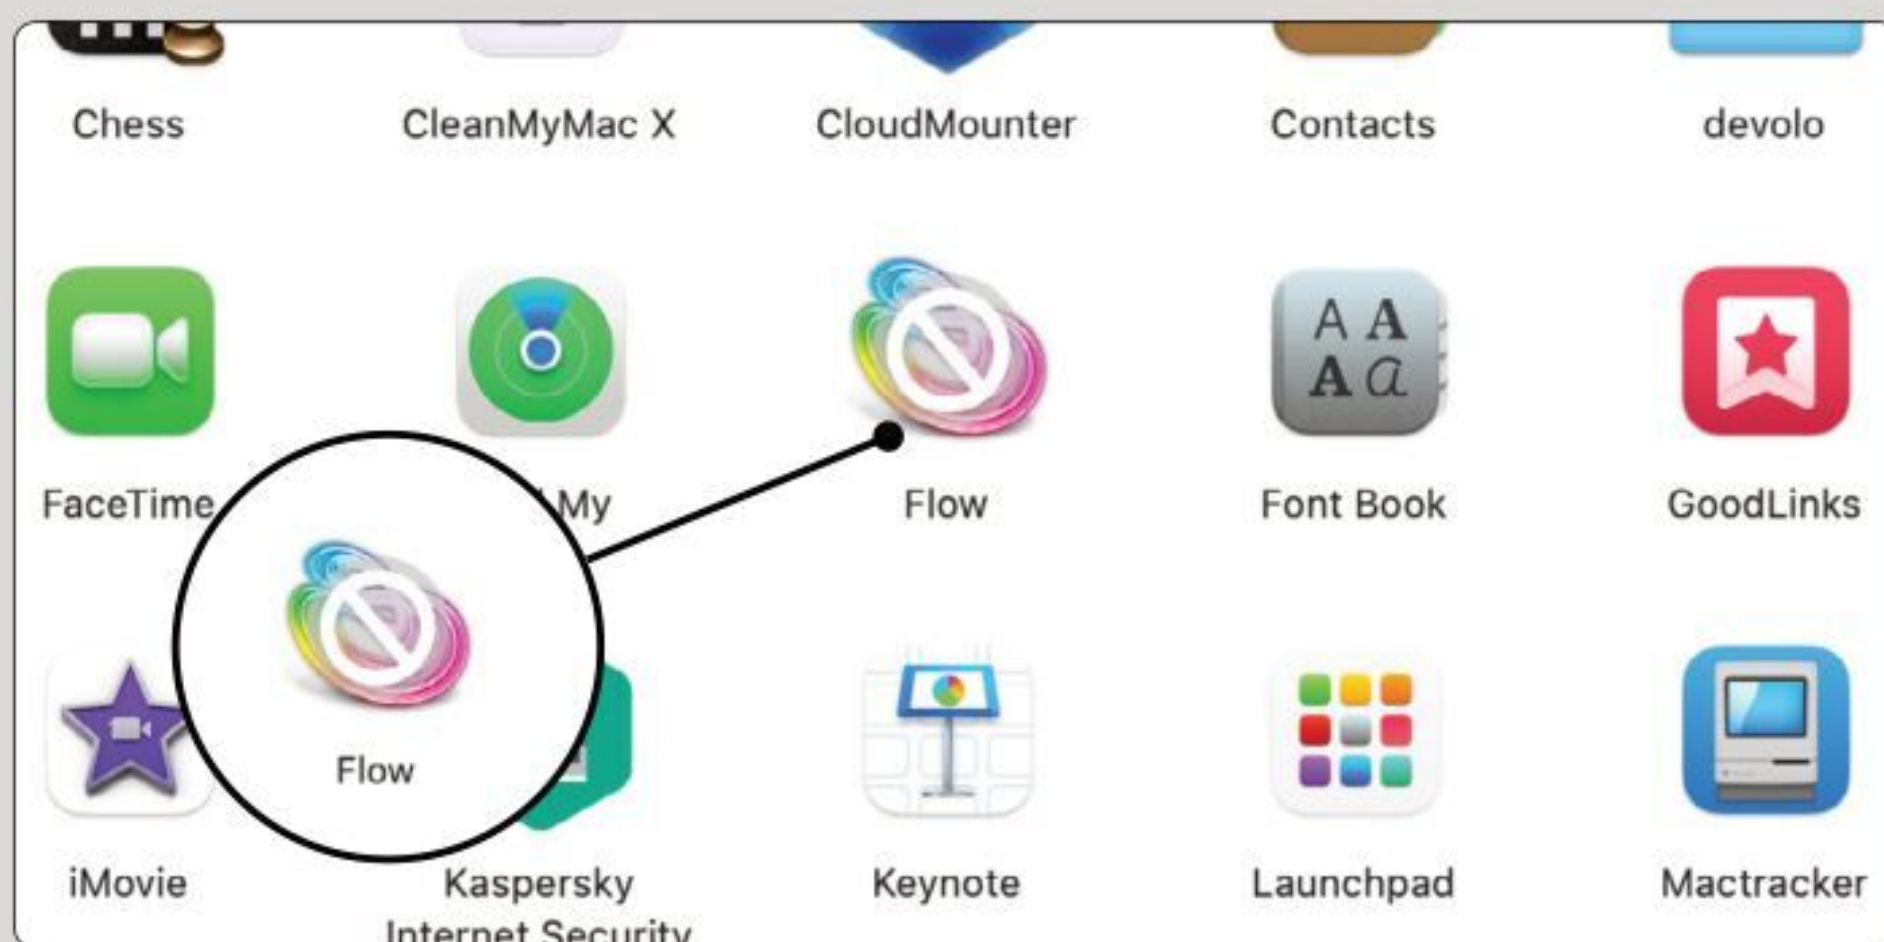 Chess
CleanMyMac X
CloudMounter
Contacts
devolo
FaceTime
My
Flow
Font Book
GoodLinks
A A
A a
Flow
iMovie
Kaspersky
Internet Security
Keynote
Launchpad
Mactracker